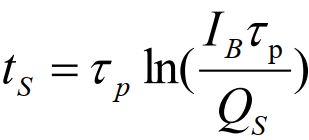 t_S = τ_p ln(I_B τ_p / Q_S)